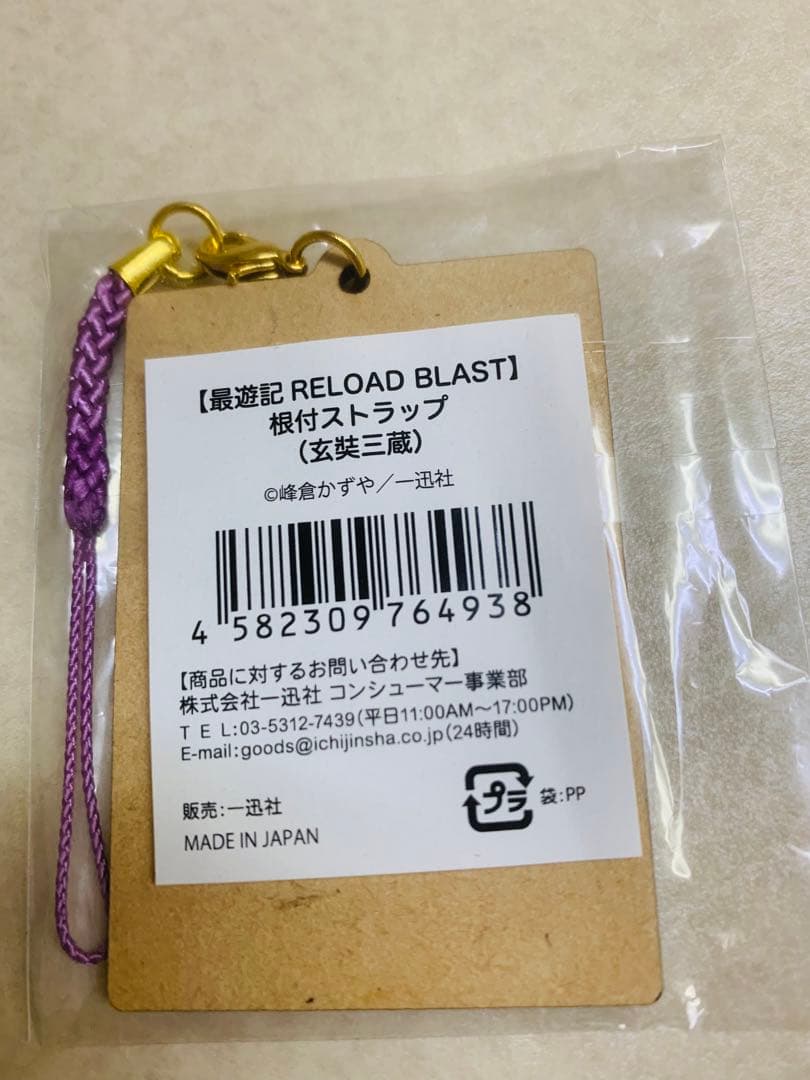 【最遊記 RELOAD BLAST】
根付ストラップ
（玄奘三蔵）
©峰倉かずや／一迅社
4 582309 764938
【商品に対するお問い合わせ先】
株式会社一迅社 コンシューマー事業部
ＴＥＬ:03-5312-7439（平日11:00AM〜17:00PM）
E-mail:goods@ichijinsha.co.jp（24時間）
プラ 袋:PP
販売:一迅社
MADE IN JAPAN